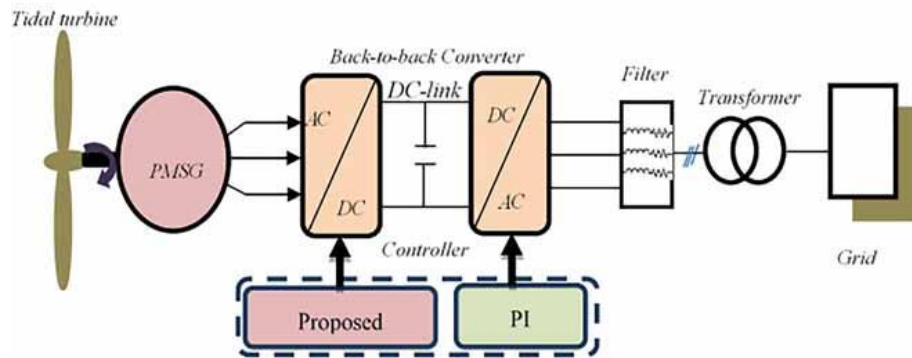 Tidal turbine
Back-to-back Converter
Filter
DC-link
Transformer
AC
DC
PMSG
DC
AC
Controller
Grid
Proposed
PI